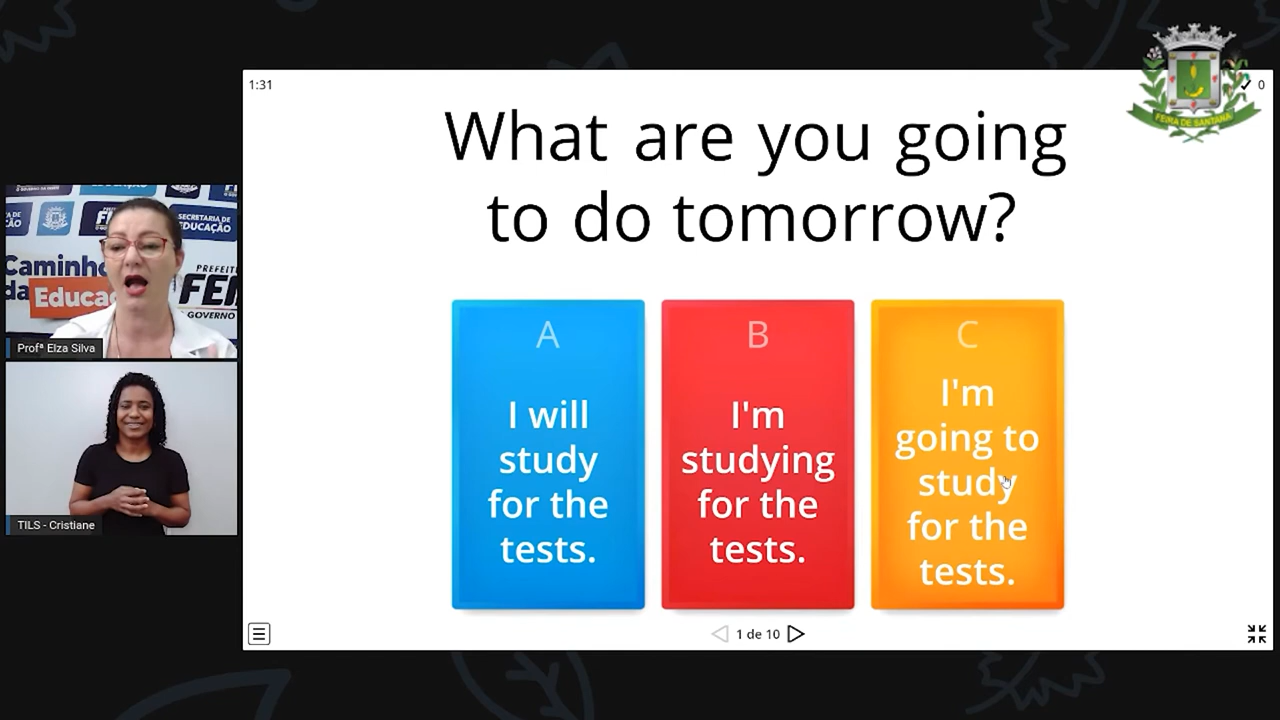 1:31
0
FEIRA DE SANTANA
What are you going
to do tomorrow?
A
I will
study
for the
tests.
B
I'm
studying
for the
tests.
C
I'm
going to
study
for the
tests.
1 de 10
SECRETARIA DE
EDUCAÇÃO
Caminho
da
Educa
PREFEIT
FEI
GOVERNO
Profª Elza Silva
TILS - Cristiane